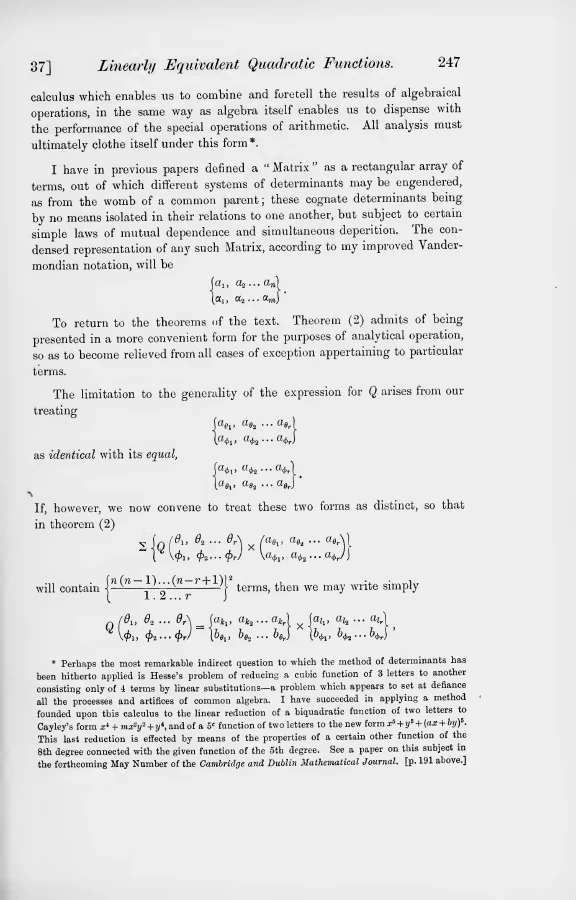 37] Linearly Equivalent Quadratic Functions. 247
calculus which enables us to combine and foretell the results of algebraical
operations, in the same way as algebra itself enables us to dispense with
the performance of the special operations of arithmetic. All analysis must
ultimately clothe itself under this form*.
I have in previous papers defined a "Matrix" as a rectangular array of
terms, out of which different systems of determinants may be engendered,
as from the womb of a common parent; these cognate determinants being
by no means isolated in their relations to one another, but subject to certain
simple laws of mutual dependence and simultaneous deperition. The con-
densed representation of any such Matrix, according to my improved Vander-
mondian notation, will be
{a₁, a₂ ... aₙ}
{α₁, α₂ ... αₘ}.
To return to the theorems of the text. Theorem (2) admits of being
presented in a more convenient form for the purposes of analytical operation,
so as to become relieved from all cases of exception appertaining to particular
terms.
The limitation to the generality of the expression for Q arises from our
treating
{a_θ₁, a_θ₂ ... a_θᵣ}
{a_φ₁, a_φ₂ ... a_φᵣ}
as identical with its equal,
{a_φ₁, a_φ₂ ... a_φᵣ}
{a_θ₁, a_θ₂ ... a_θᵣ}.
If, however, we now convene to treat these two forms as distinct, so that
in theorem (2)
Σ {Q (θ₁, θ₂ ... θᵣ / φ₁, φ₂ ... φᵣ) × (a_θ₁, a_θ₂ ... a_θᵣ / a_φ₁, a_φ₂ ... a_φᵣ)}
will contain {n (n − 1)...(n − r + 1) / 1 . 2 ... r}² terms, then we may write simply
Q (θ₁, θ₂ ... θᵣ / φ₁, φ₂ ... φᵣ) = {a_k₁, a_k₂ ... a_kᵣ / b_θ₁, b_θ₂ ... b_θᵣ} × {a_l₁, a_l₂ ... a_lᵣ / b_φ₁, b_φ₂ ... b_φᵣ},
* Perhaps the most remarkable indirect question to which the method of determinants has
been hitherto applied is Hesse's problem of reducing a cubic function of 3 letters to another
consisting only of 4 terms by linear substitutions—a problem which appears to set at defiance
all the processes and artifices of common algebra. I have succeeded in applying a method
founded upon this calculus to the linear reduction of a biquadratic function of two letters to
Cayley's form x⁴ + mx²y² + y⁴, and of a 5ᶜ function of two letters to the new form x⁵ + y⁵ + (ax + by)⁵.
This last reduction is effected by means of the properties of a certain other function of the
8th degree connected with the given function of the 5th degree. See a paper on this subject in
the forthcoming May Number of the Cambridge and Dublin Mathematical Journal. [p. 191 above.]